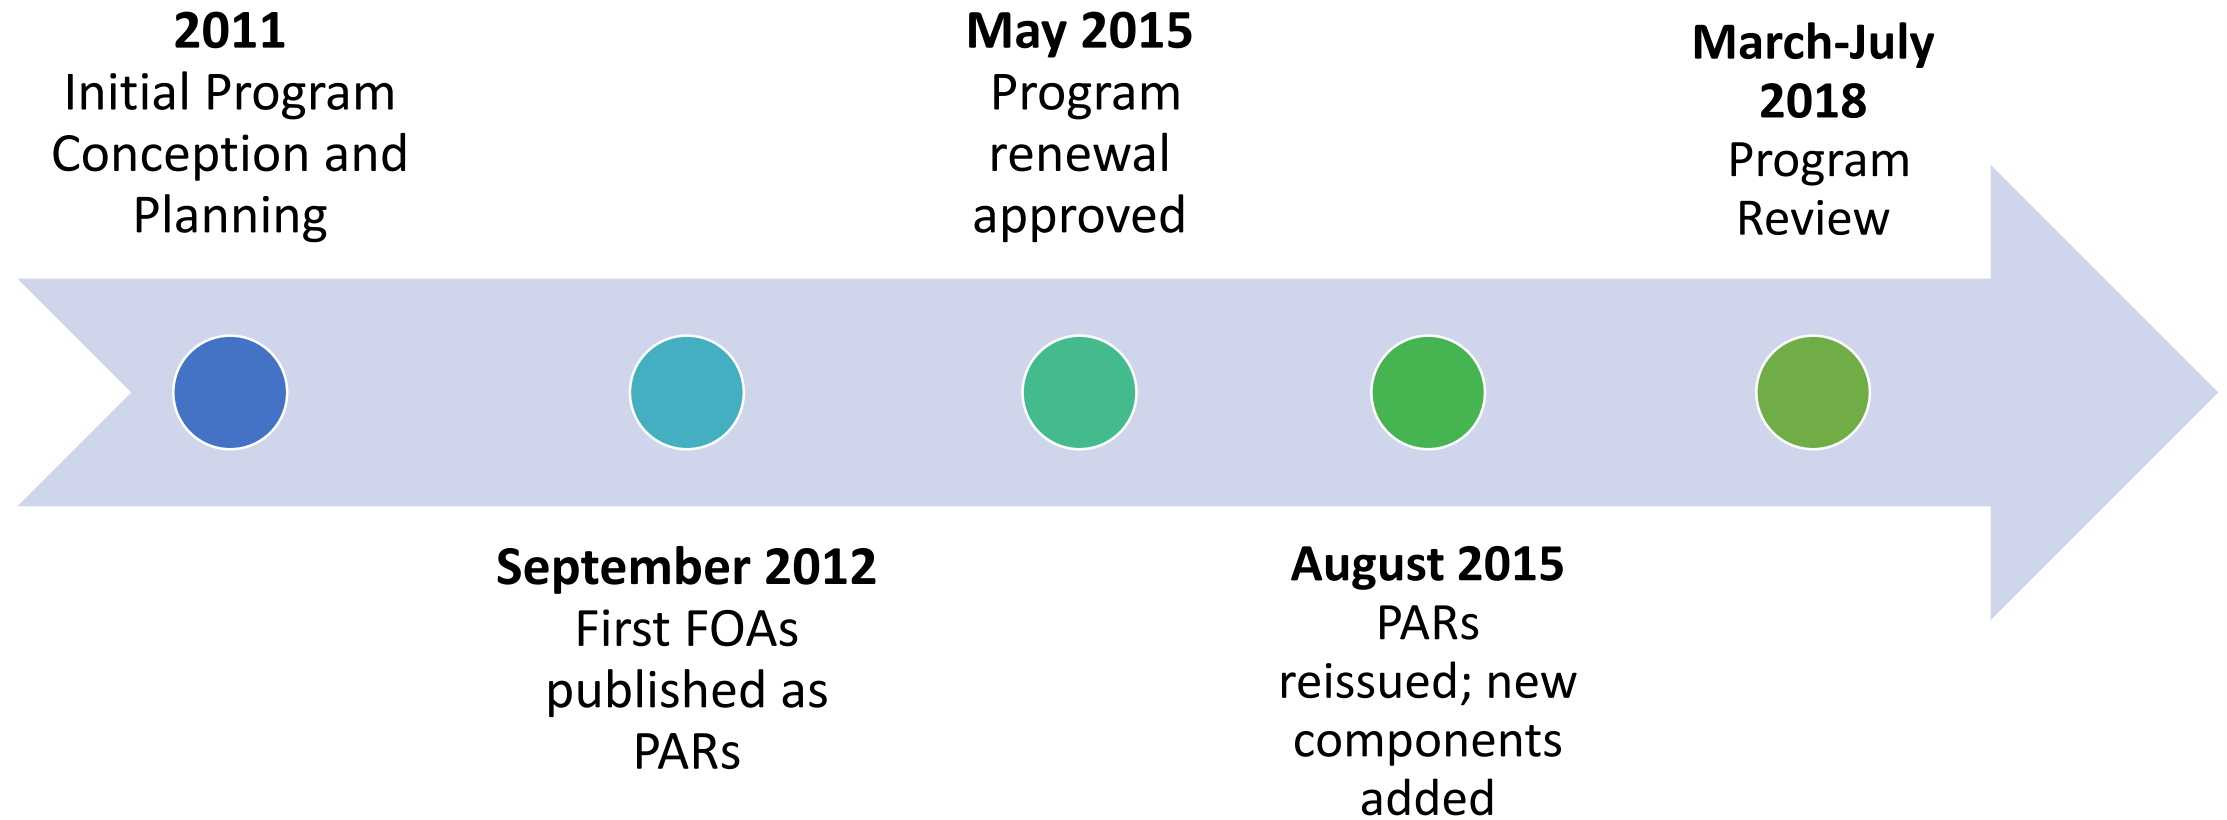 2011
Initial Program
Conception and
Planning
September 2012
First FOAs
published as
PARs
May 2015
Program
renewal
approved
August 2015
PARs
reissued; new
components
added
March-July
2018
Program
Review